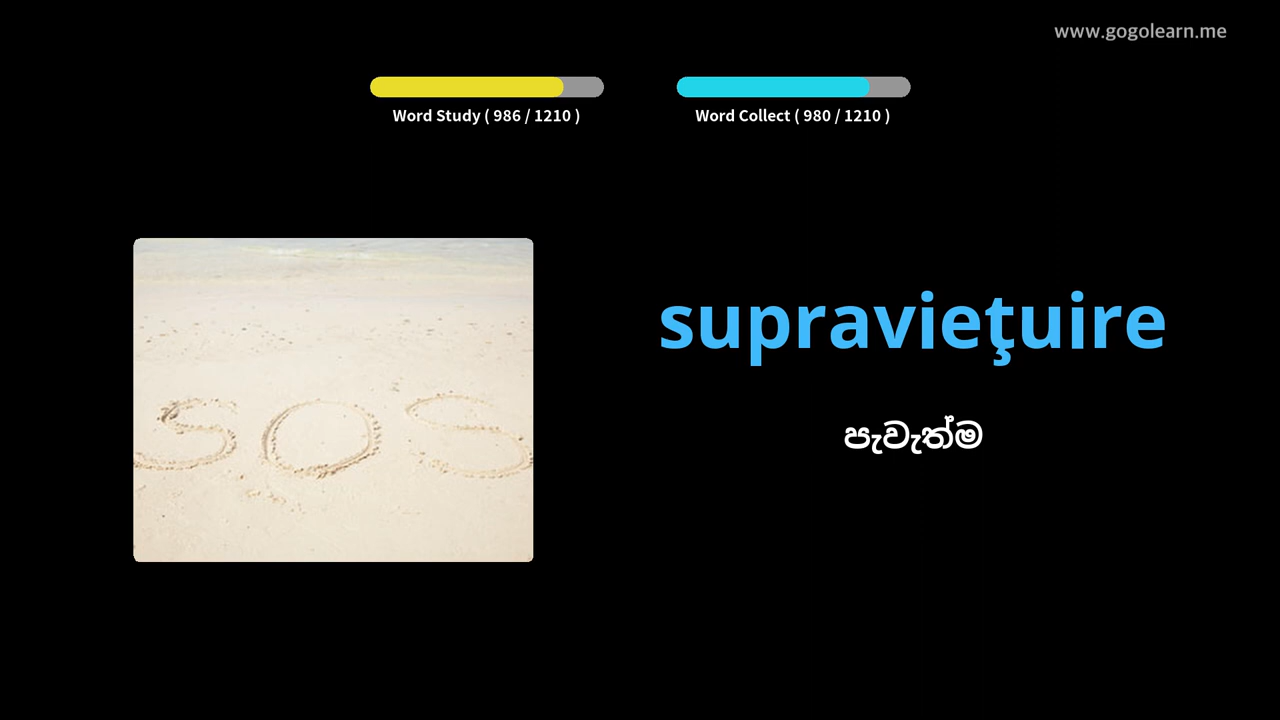 www.gogolearn.me
Word Study ( 986 / 1210 )
Word Collect ( 980 / 1210 )
SOS
supravieţuire
පැවැත්ම